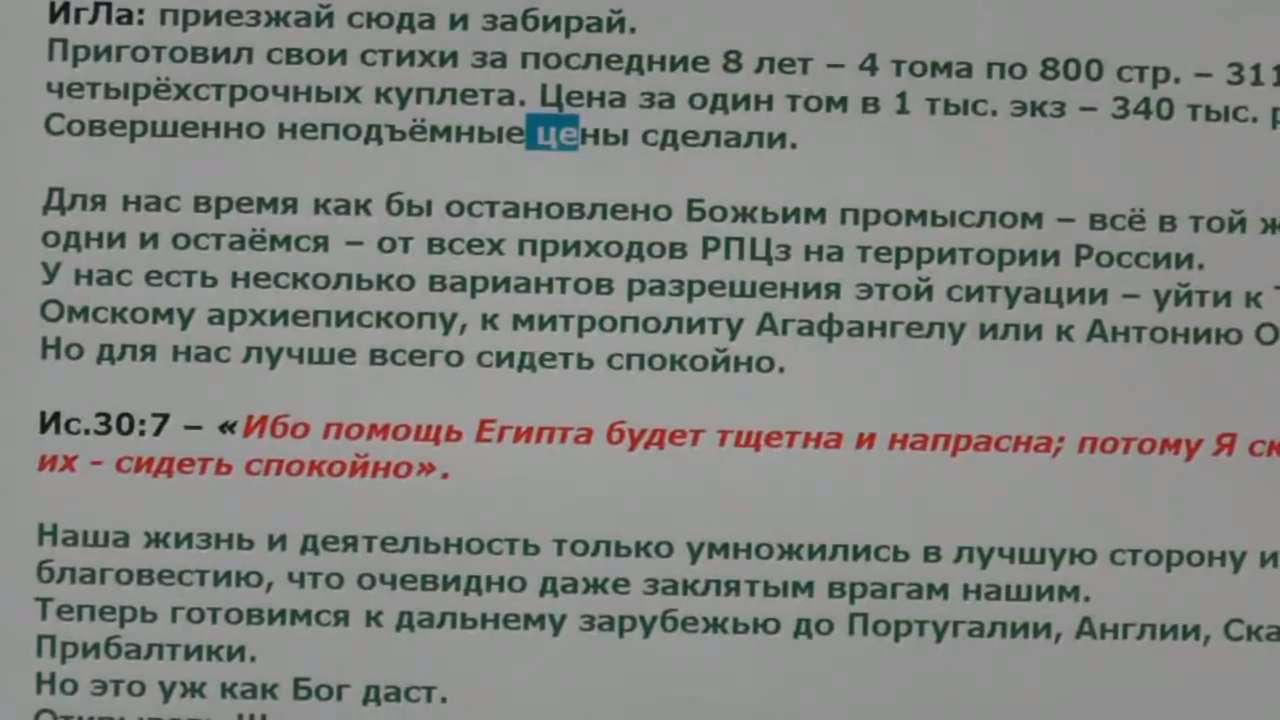 ИгЛа: приезжай сюда и забирай.
Приготовил свои стихи за последние 8 лет – 4 тома по 800 стр. – 311
четырёхстрочных куплета. Цена за один том в 1 тыс. экз – 340 тыс.
Совершенно неподъёмные цены сделали.
Для нас время как бы остановлено Божьим промыслом – всё в той
одни и остаёмся – от всех приходов РПЦз на территории России.
У нас есть несколько вариантов разрешения этой ситуации – уйти к
Омскому архиепископу, к митрополиту Агафангелу или к Антонию
Но для нас лучше всего сидеть спокойно.
Ис.30:7 – «Ибо помощь Египта будет тщетна и напрасна; потому Я
их - сидеть спокойно».
Наша жизнь и деятельность только умножились в лучшую сторону и
благовестию, что очевидно даже заклятым врагам нашим.
Теперь готовимся к дальнему зарубежью до Португалии, Англии,
Прибалтики.
Но это уж как Бог даст.